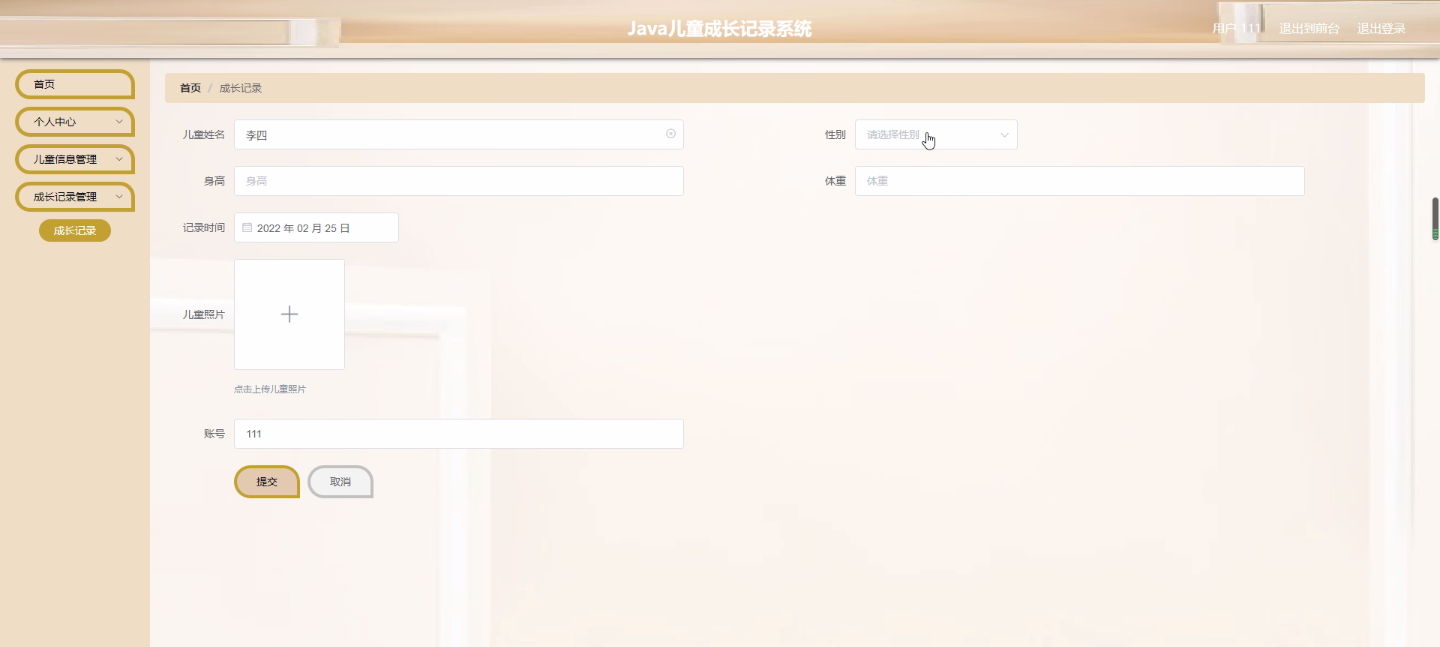 Java儿童成长记录系统
用户 111 退出到前台 退出登录
首页
个人中心
儿童信息管理
成长记录管理
成长记录
首页 / 成长记录
儿童姓名 李四 性别 请选择性别
身高 身高 体重 体重
记录时间 2022 年 02 月 25 日
儿童照片
点击上传儿童照片
账号 111
提交 取消